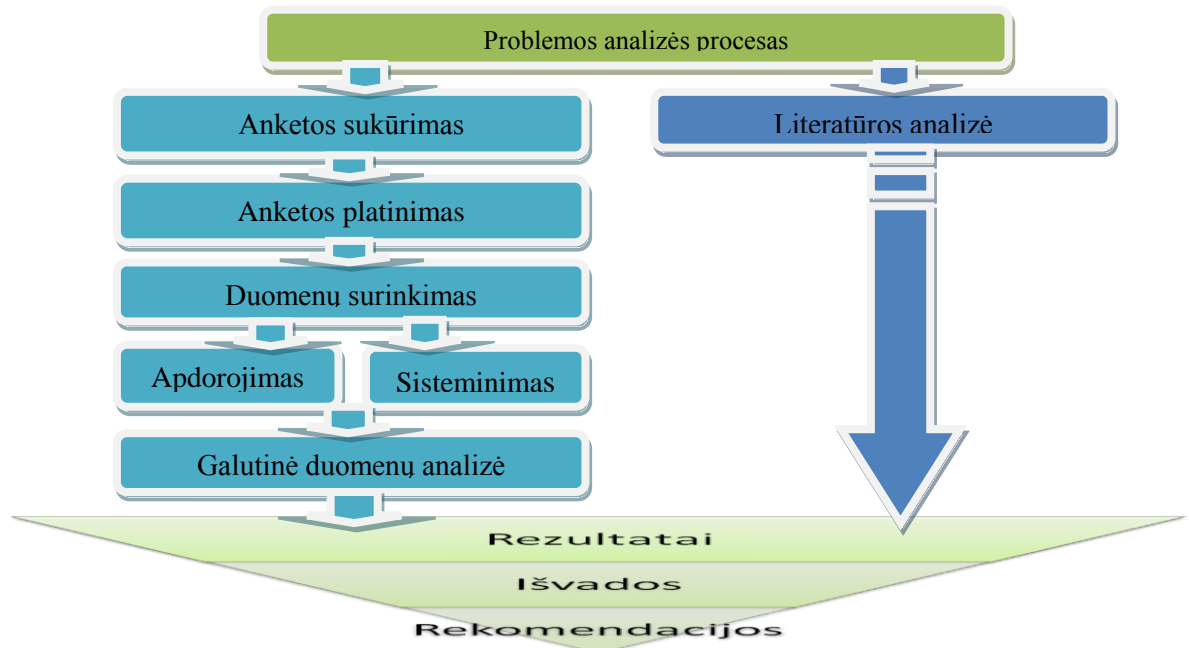 Problemos analizės procesas
Anketos sukūrimas
Literatūros analizė
Anketos platinimas
Duomenų surinkimas
Apdorojimas
Sisteminimas
Galutinė duomenų analizė
Rezultatai
Išvados
Rekomendacijos